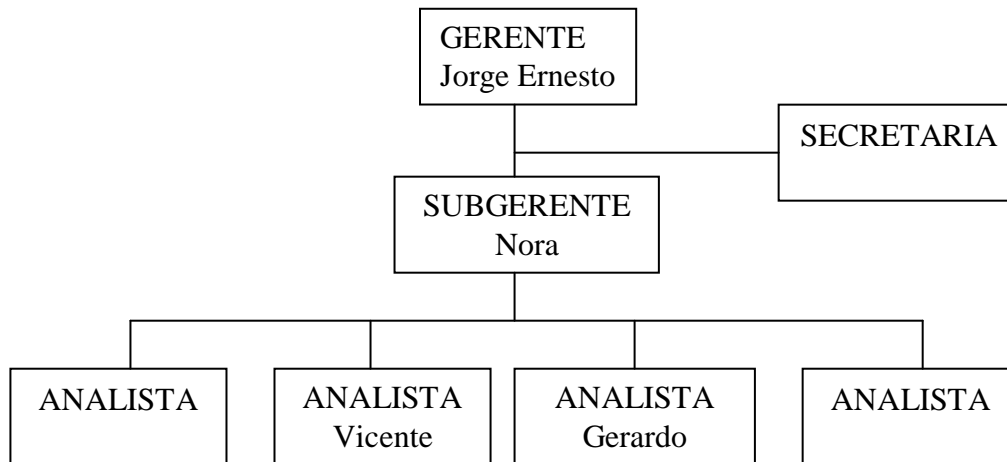 GERENTE
Jorge Ernesto
SECRETARIA
SUBGERENTE
Nora
ANALISTA
ANALISTA
Vicente
ANALISTA
Gerardo
ANALISTA